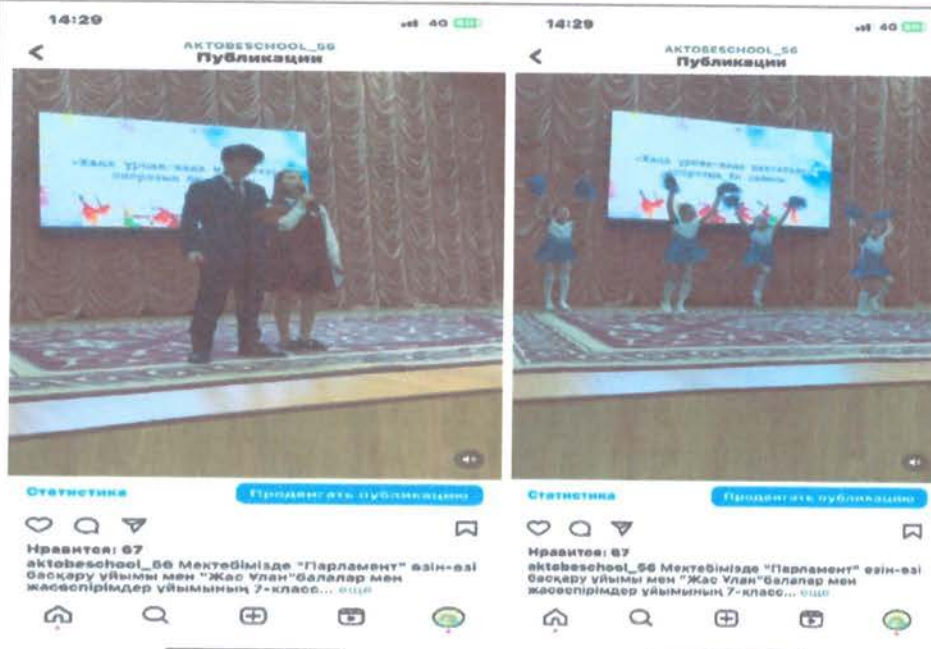 14:29
4G
AKTOBESCHOOL_56
Публикации
Статистика
Продвигать публикацию
Нравится: 67
aktobeschool_56 Мектебімізде "Парламент" өзін-өзі
басқару ұйымы мен "Жас Ұлан"балалар мен
жасөспірімдер ұйымының 7-класс... еще
14:29
4G
AKTOBESCHOOL_56
Публикации
Статистика
Продвигать публикацию
Нравится: 67
aktobeschool_56 Мектебімізде "Парламент" өзін-өзі
басқару ұйымы мен "Жас Ұлан"балалар мен
жасөспірімдер ұйымының 7-класс... еще